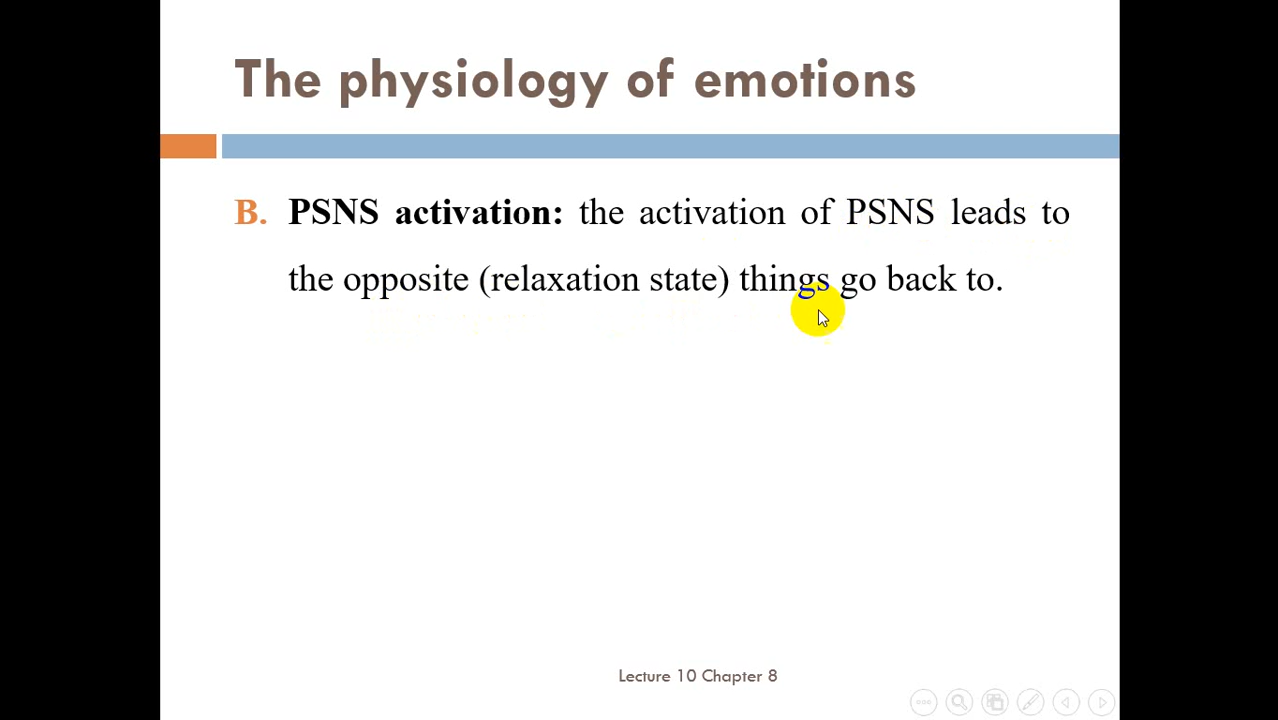 The physiology of emotions
B. PSNS activation: the activation of PSNS leads to
the opposite (relaxation state) things go back to.
Lecture 10 Chapter 8